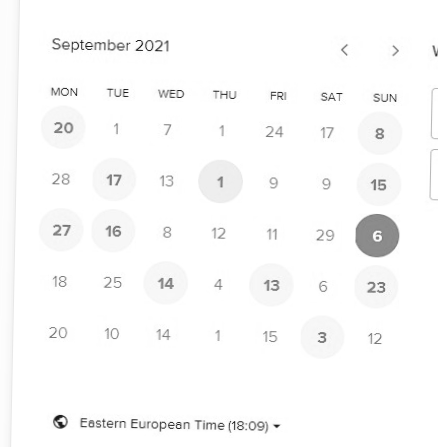 September 2021
MON TUE WED THU FRI SAT SUN
20 1 7 1 24 17 8
28 17 13 1 9 9 15
27 16 8 12 11 29 6
18 25 14 4 13 6 23
20 10 14 1 15 3 12
Eastern European Time (18:09)